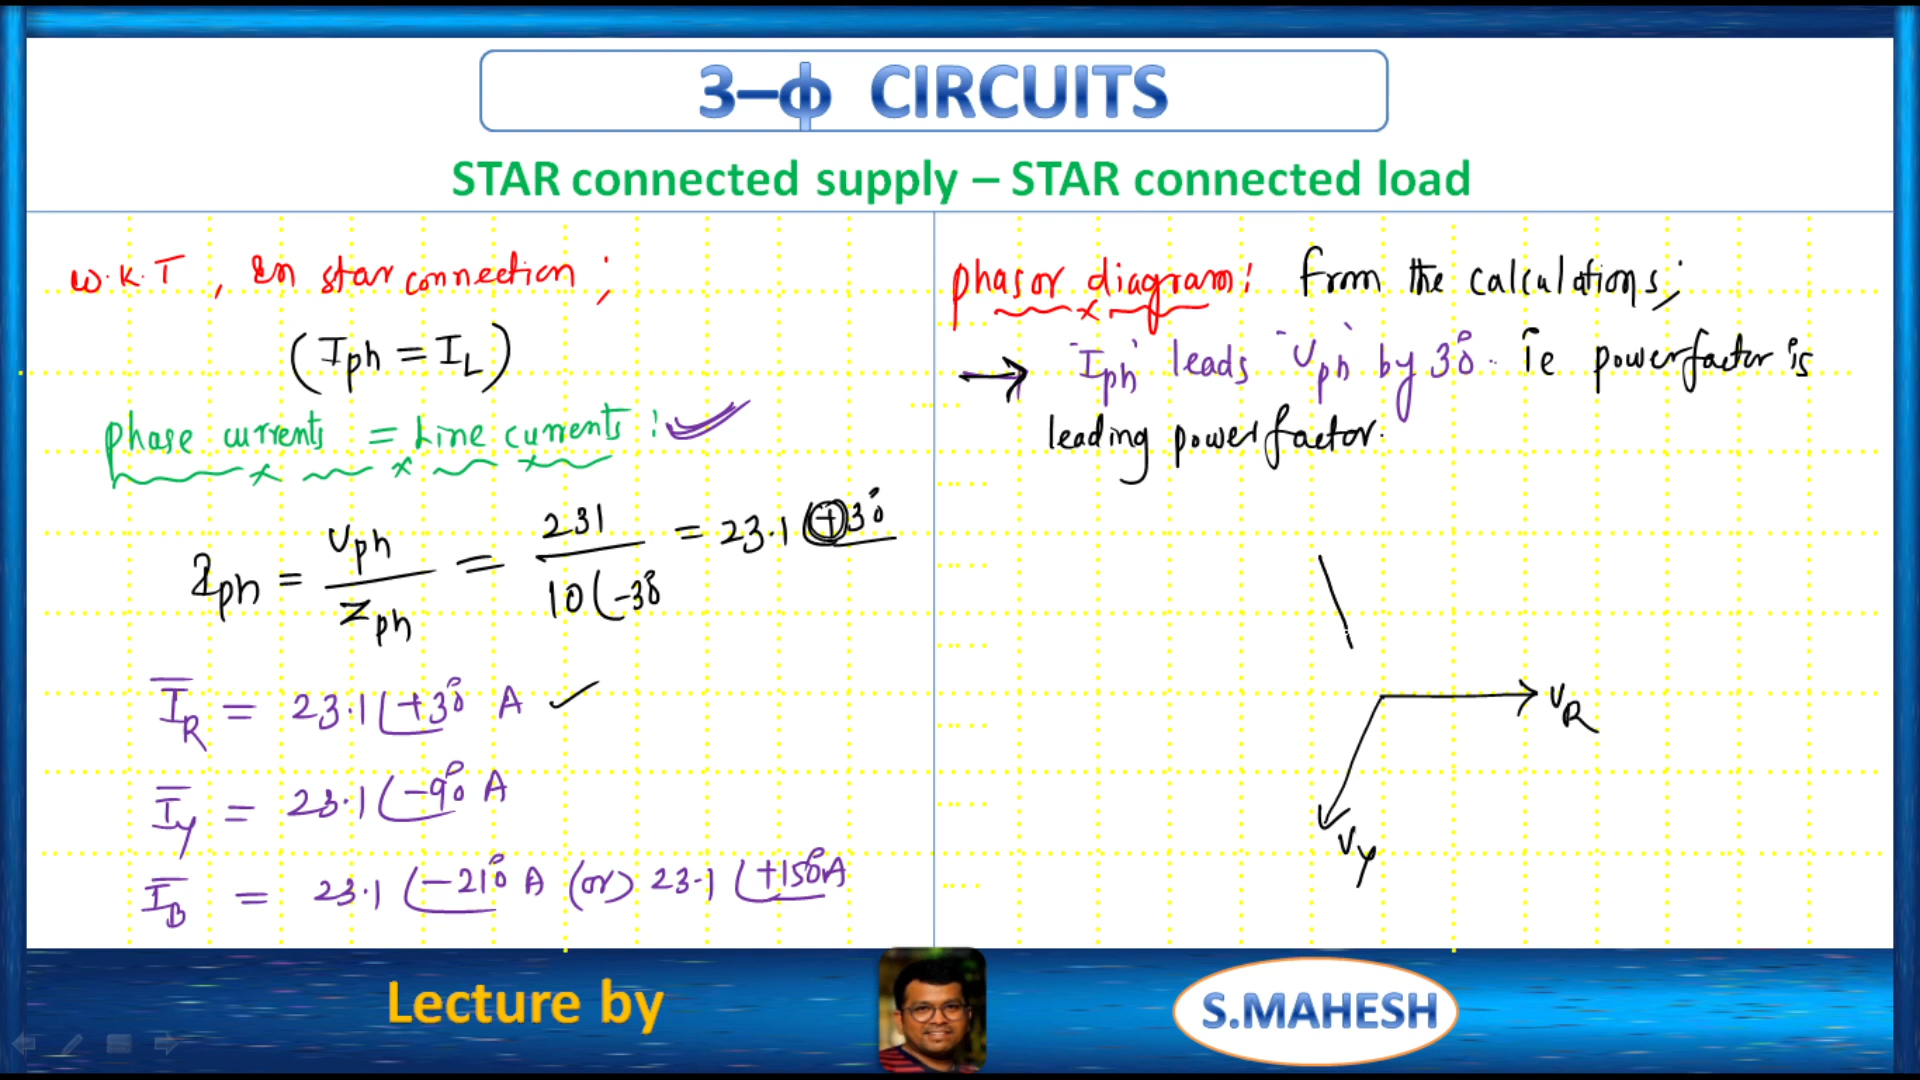 3–ф CIRCUITS
STAR connected supply – STAR connected load
W.K.T, In star connection;
(Iph = IL)
phase currents = Line currents:
Iph = Vph / Zph = 231 / 10∠-30° = 23.1∠+30°
I̅R = 23.1∠+30° A ✓
I̅Y = 23.1∠-90° A
I̅B = 23.1∠-210° A (or) 23.1∠+150° A
phasor diagram: From the calculations;
→ "Iph" leads "Vph" by 30°. ie powerfactor is
leading powerfactor.
VR
VY
Lecture by
S.MAHESH